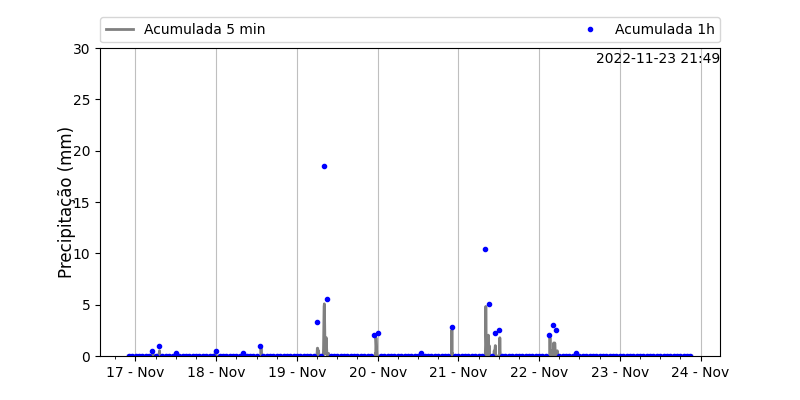 Acumulada 5 min
Acumulada 1h
2022-11-23 21:49
Precipitação (mm)
30
25
20
15
10
5
0
17 - Nov
18 - Nov
19 - Nov
20 - Nov
21 - Nov
22 - Nov
23 - Nov
24 - Nov